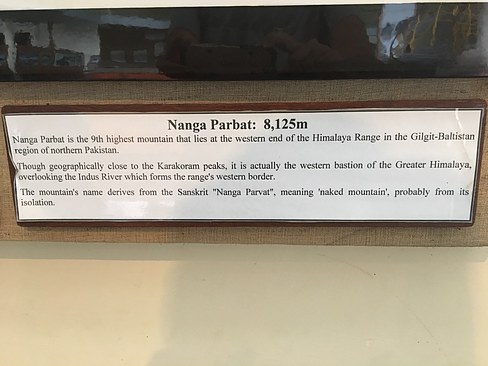 Nanga Parbat: 8,125m
Nanga Parbat is the 9th highest mountain that lies at the western end of the Himalaya Range in the Gilgit-Baltistan
region of northern Pakistan.
Though geographically close to the Karakoram peaks, it is actually the western bastion of the Greater Himalaya,
overlooking the Indus River which forms the range's western border.
The mountain's name derives from the Sanskrit "Nanga Parvat", meaning 'naked mountain', probably from its
isolation.